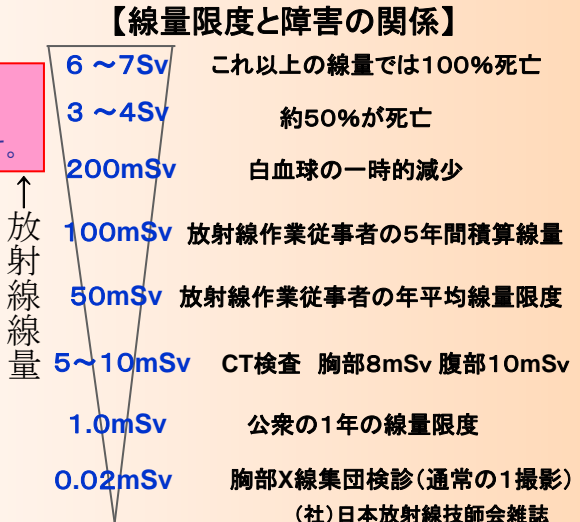 【線量限度と障害の関係】
6 ～7Sv これ以上の線量では100%死亡
3 ～4Sv 約50%が死亡
す。
200mSv 白血球の一時的減少
100mSv 放射線作業従事者の5年間積算線量
50mSv 放射線作業従事者の年平均線量限度
←放射線線量
5～10mSv CT検査 胸部8mSv 腹部10mSv
1.0mSv 公衆の1年の線量限度
0.02mSv 胸部X線集団検診(通常の1撮影)
(社)日本放射線技師会雑誌